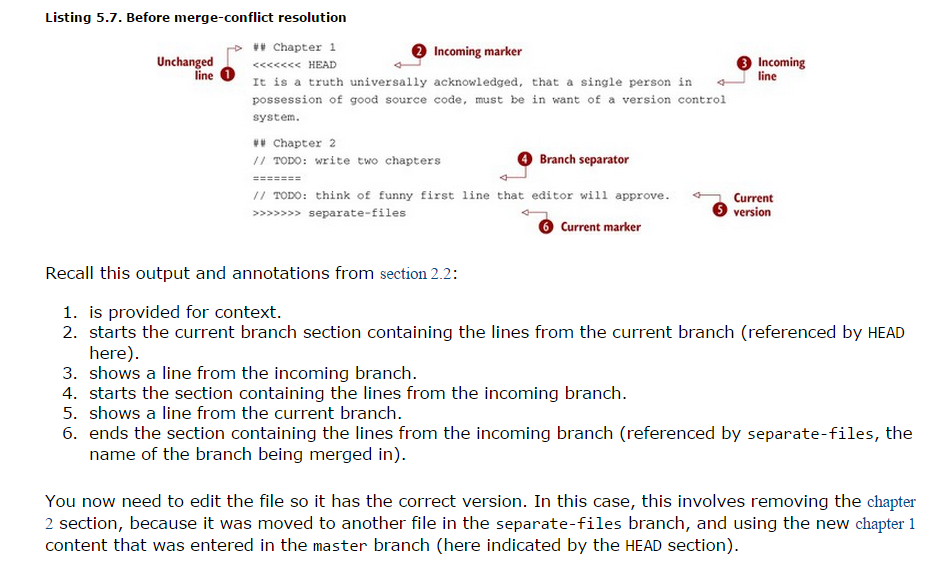 Listing 5.7. Before merge-conflict resolution
Unchanged
line 1
## Chapter 1
2 Incoming marker
<<<<<<< HEAD
3 Incoming
line
It is a truth universally acknowledged, that a single person in
possession of good source code, must be in want of a version control
system.
## Chapter 2
// TODO: write two chapters
4 Branch separator
=======
// TODO: think of funny first line that editor will approve.
5 Current
version
>>>>>>> separate-files
6 Current marker
Recall this output and annotations from section 2.2:
1. is provided for context.
2. starts the current branch section containing the lines from the current branch (referenced by HEAD
here).
3. shows a line from the incoming branch.
4. starts the section containing the lines from the incoming branch.
5. shows a line from the current branch.
6. ends the section containing the lines from the incoming branch (referenced by separate-files, the
name of the branch being merged in).
You now need to edit the file so it has the correct version. In this case, this involves removing the chapter
2 section, because it was moved to another file in the separate-files branch, and using the new chapter 1
content that was entered in the master branch (here indicated by the HEAD section).